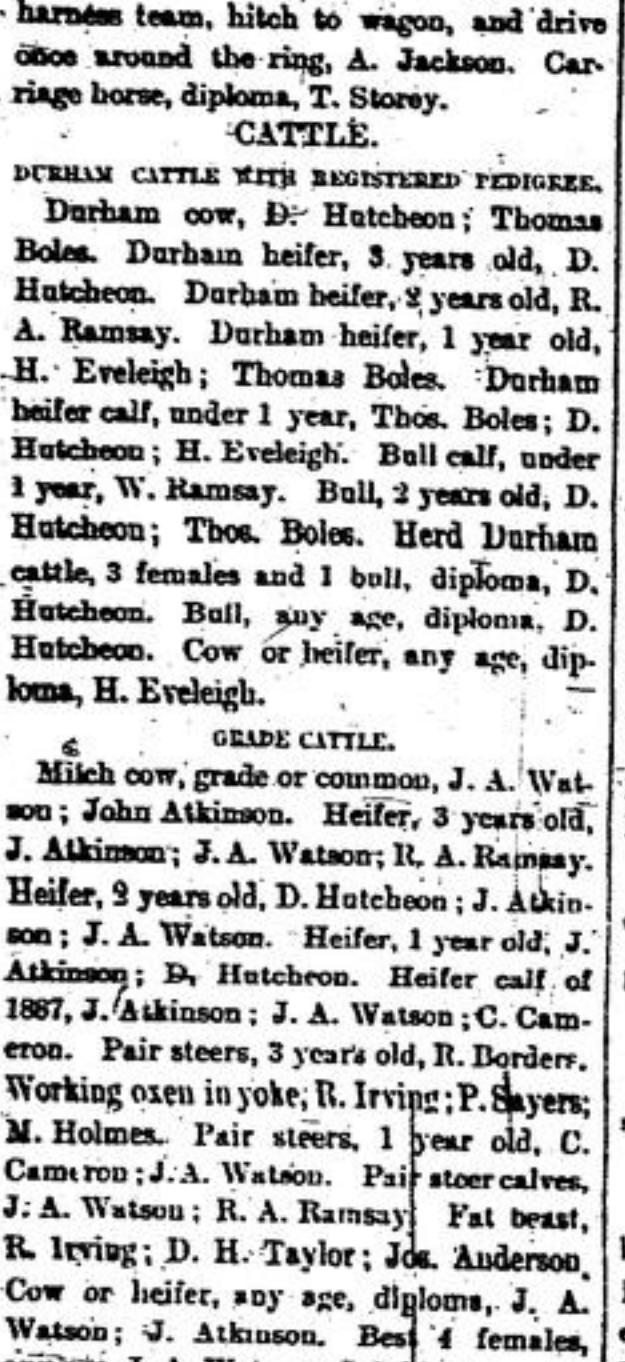 harness team, hitch to wagon, and drive
once around the ring, A. Jackson. Car-
riage horse, diploma, T. Storey.
CATTLE.
DURHAM CATTLE WITH REGISTERED PEDIGREE.
Durham cow, D. Hutcheon; Thomas
Boles. Durham heifer, 3 years old, D.
Hutcheon. Durham heifer, 2 years old, R.
A. Ramsay. Durham heifer, 1 year old,
H. Eveleigh; Thomas Boles. Durham
heifer calf, under 1 year, Thos. Boles; D.
Hutcheon; H. Eveleigh. Bull calf, under
1 year, W. Ramsay. Bull, 2 years old, D.
Hutcheon; Thos. Boles. Herd Durham
cattle, 3 females and 1 bull, diploma, D.
Hutcheon. Bull, any age, diploma, D.
Hutcheon. Cow or heifer, any age, dip-
loma, H. Eveleigh.
GRADE CATTLE.
Milch cow, grade or common, J. A. Wat-
son; John Atkinson. Heifer, 3 years old,
J. Atkinson; J. A. Watson; R. A. Ramsay.
Heifer, 2 years old, D. Hutcheon; J. Atkin-
son; J. A. Watson. Heifer, 1 year old, J.
Atkinson; D. Hutcheon. Heifer calf of
1887, J. Atkinson; J. A. Watson; C. Cam-
eron. Pair steers, 3 years old, R. Borders.
Working oxen in yoke, R. Irving; P. Sayers;
M. Holmes. Pair steers, 1 year old, C.
Cameron; J. A. Watson. Pair steer calves,
J. A. Watson; R. A. Ramsay. Fat beast,
R. Irving; D. H. Taylor; Jos. Anderson.
Cow or heifer, any age, diploma, J. A.
Watson; J. Atkinson. Best 4 females,